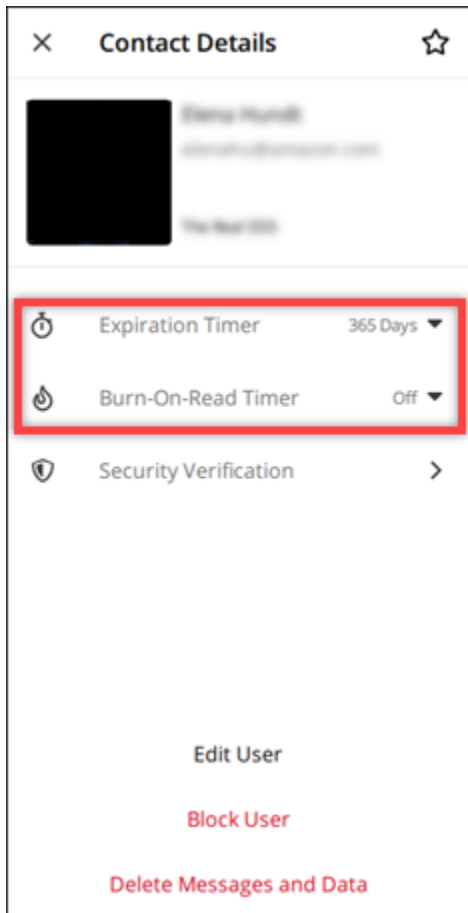 Contact Details
Expiration Timer 365 Days
Burn-On-Read Timer Off
Security Verification
Edit User
Block User
Delete Messages and Data